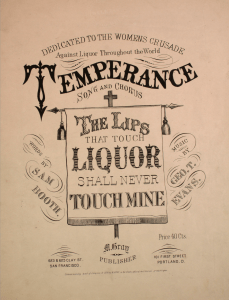 DEDICATED TO THE WOMENS CRUSADE
Against Liquor Throughout the World
TEMPERANCE
SONG AND CHORUS
THE LIPS
THAT TOUCH
LIQUOR
SHALL NEVER
TOUCH MINE
WORDS BY
SAM
BOOTH.
MUSIC BY
GEO. T.
EVANS.
Price 40 Cts.
M. Gray
PUBLISHER
SAN FRANCISCO
FIRST STREET
PORTLAND, O.